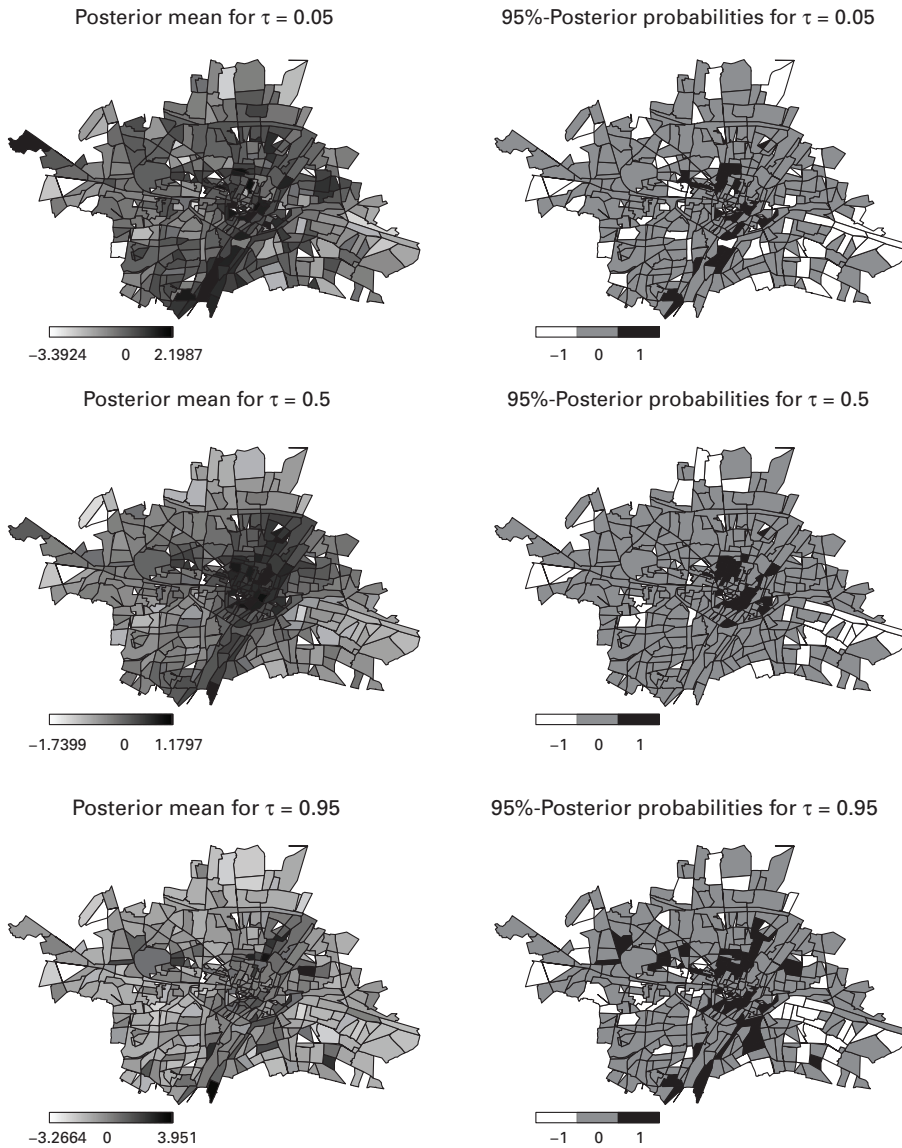 Posterior mean for τ = 0.05
95%-Posterior probabilities for τ = 0.05
−3.3924 0 2.1987
−1 0 1
Posterior mean for τ = 0.5
95%-Posterior probabilities for τ = 0.5
−1.7399 0 1.1797
−1 0 1
Posterior mean for τ = 0.95
95%-Posterior probabilities for τ = 0.95
−3.2664 0 3.951
−1 0 1